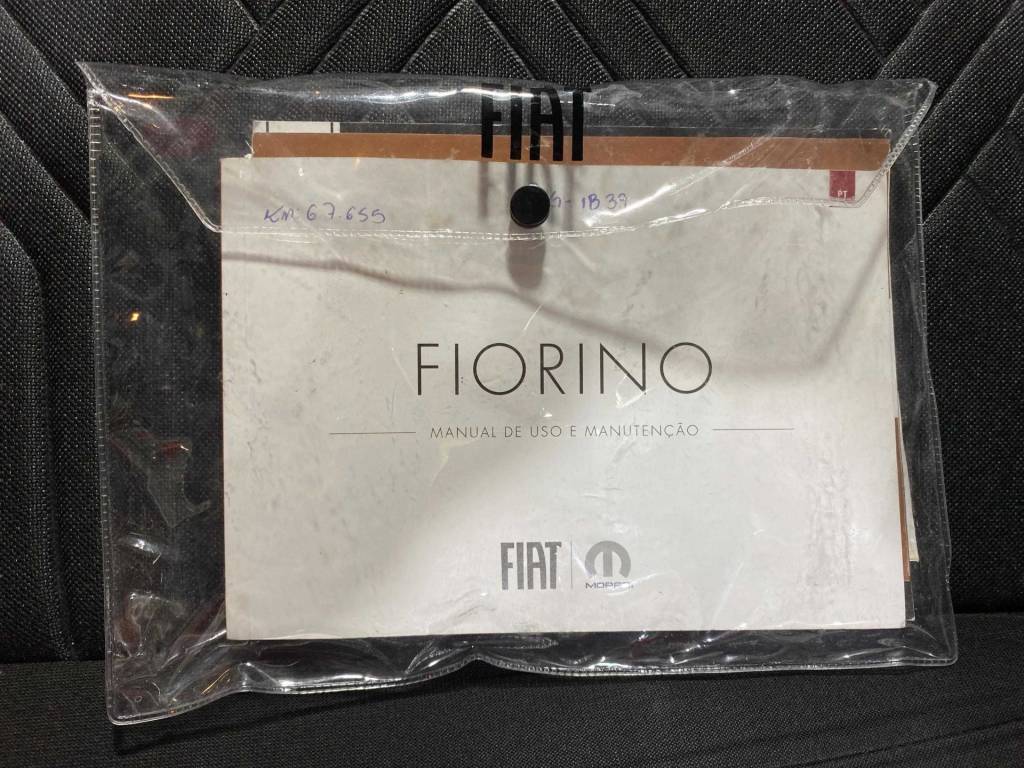 FIAT
PT
KM: 67.655
FIORINO
MANUAL DE USO E MANUTENÇÃO
FIAT
MOPAR